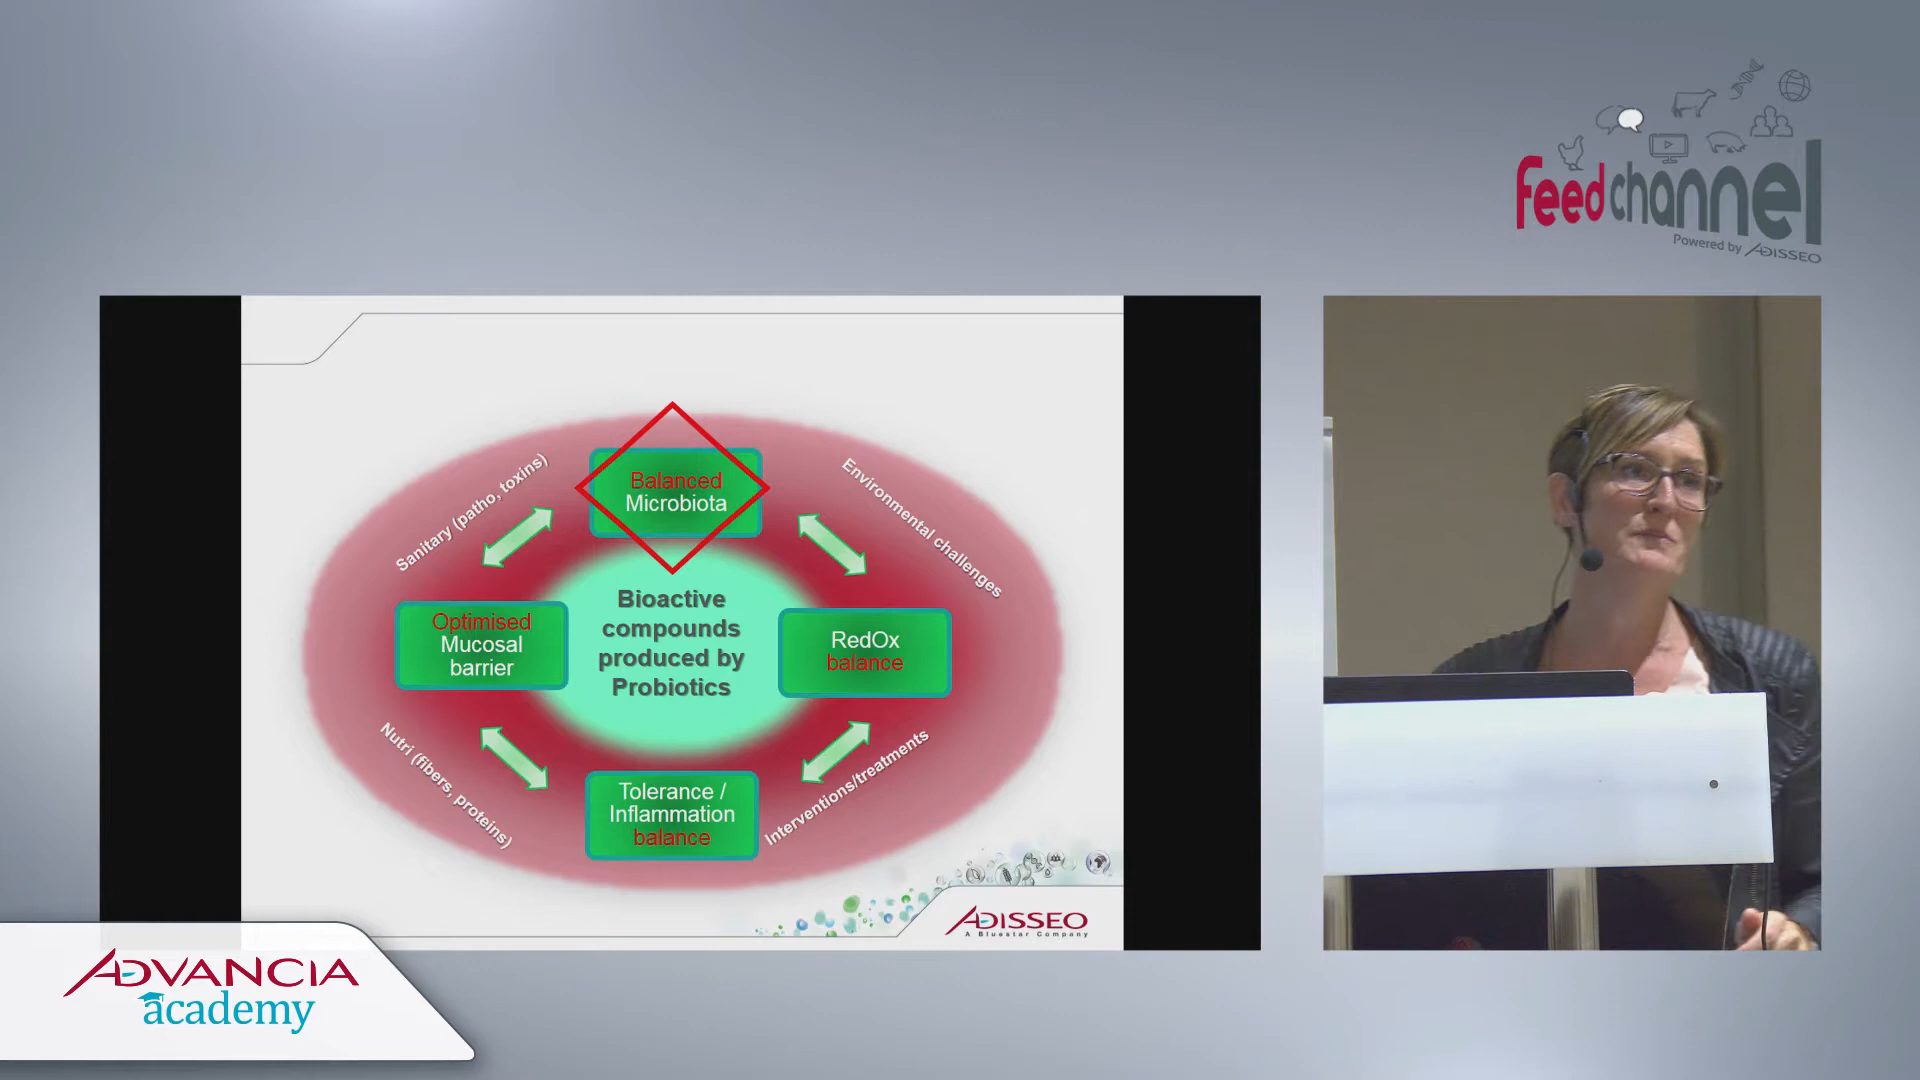 feedchannel
Powered by ADISSEO
Balanced
Microbiota
Sanitary (patho, toxins)
Environmental challenges
Optimised
Mucosal
barrier
Bioactive
compounds
produced by
Probiotics
RedOx
balance
Nutri (fibers, proteins)
Tolerance /
Inflammation
balance
Interventions/treatments
ADISSEO
A Bluestar Company
ADVANCIA
academy